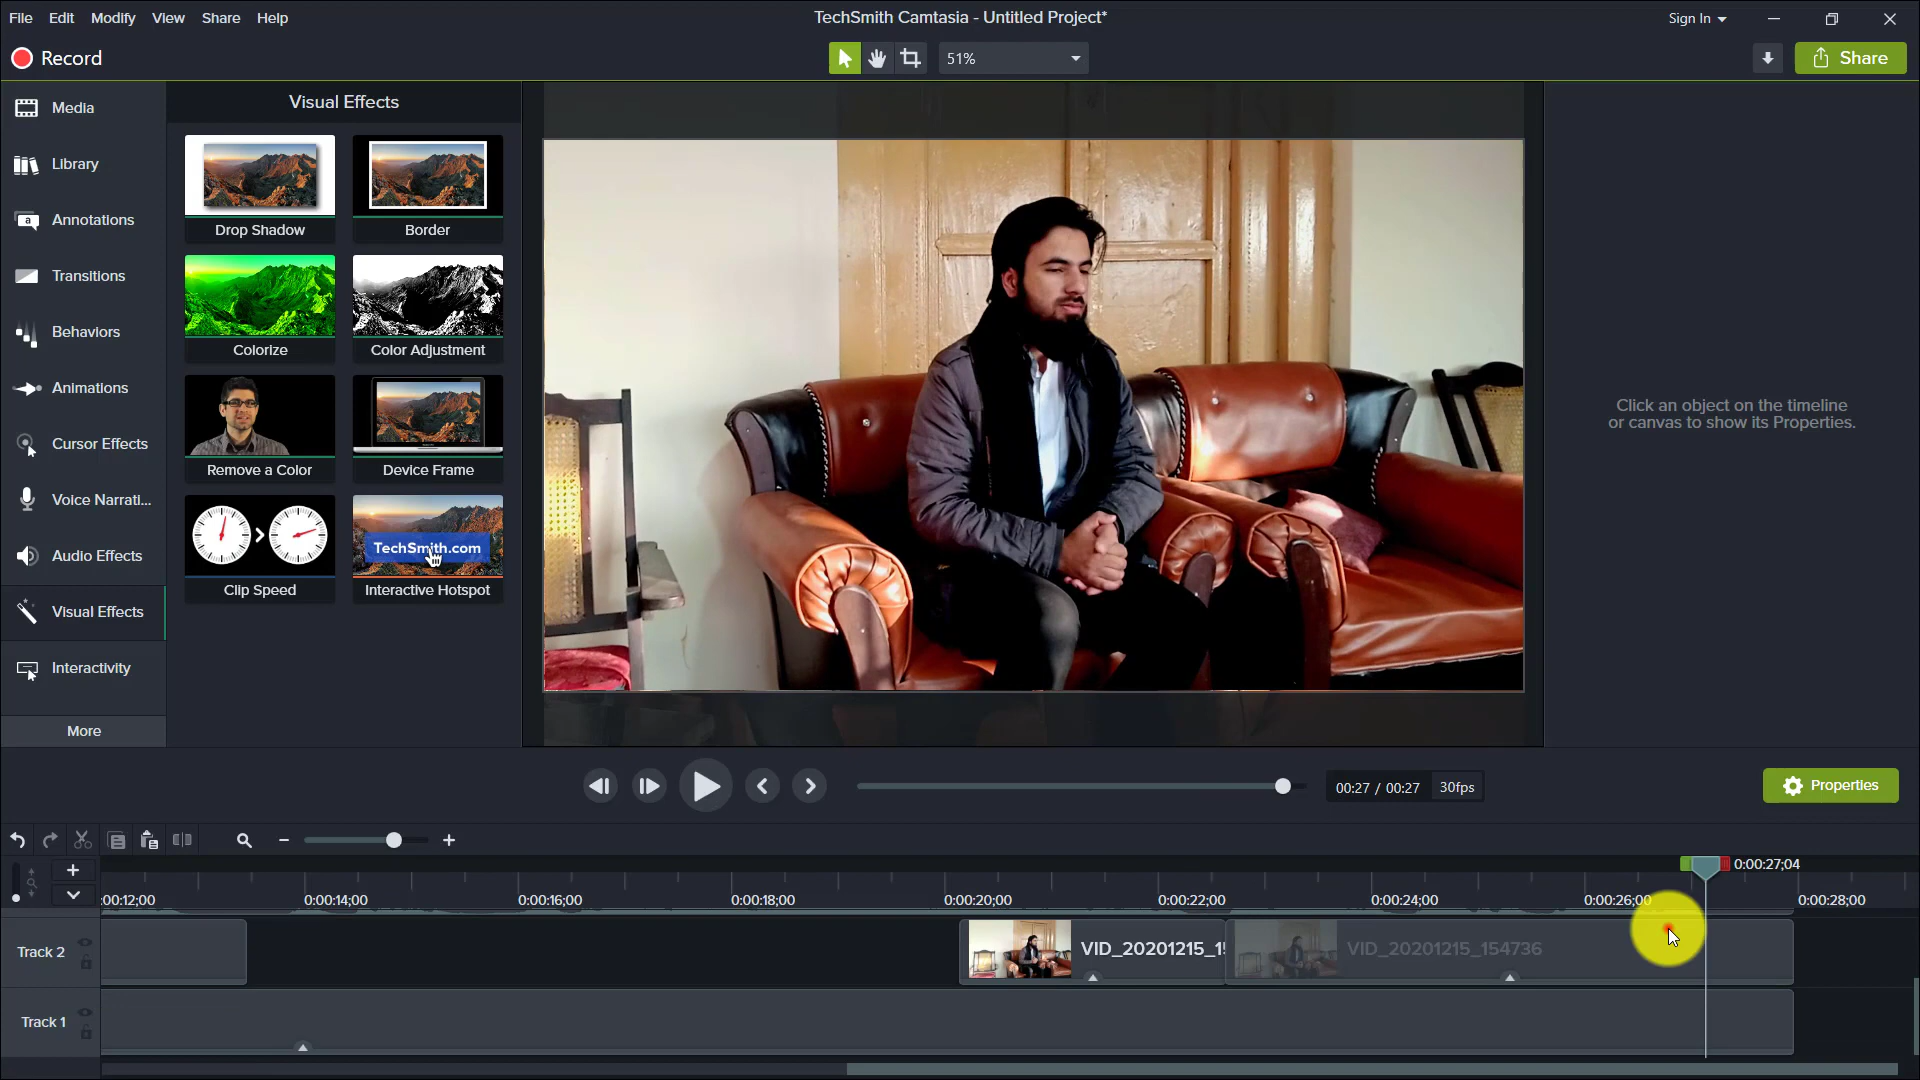 File Edit Modify View Share Help
TechSmith Camtasia - Untitled Project*
Sign In
Record
51%
Share
Media
Library
Annotations
Transitions
Behaviors
Animations
Cursor Effects
Voice Narrati...
Audio Effects
Visual Effects
Interactivity
More
Visual Effects
Drop Shadow
Border
Colorize
Color Adjustment
Remove a Color
Device Frame
Clip Speed
TechSmith.com
Interactive Hotspot
Click an object on the timeline
or canvas to show its Properties.
00:27 / 00:27
30fps
Properties
0:00:27;04
:00:12;00
0:00:14;00
0:00:16;00
0:00:18;00
0:00:20;00
0:00:22;00
0:00:24;00
0:00:26;00
0:00:28;00
Track 2
VID_20201215_1
VID_20201215_154736
Track 1